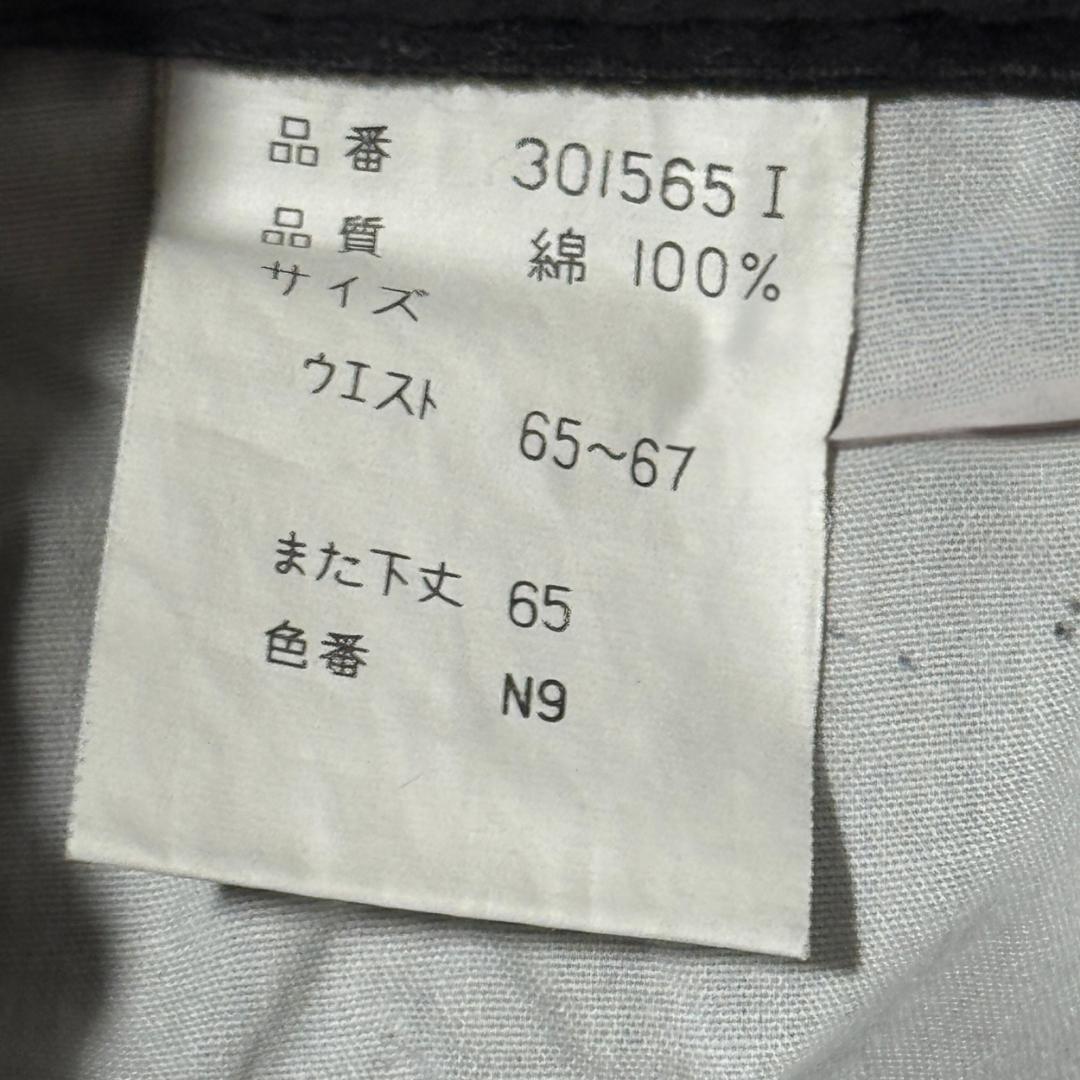 品番 301565 I
品質 綿 100%
サイズ
ウエスト 65～67
また下丈 65
色番 N9